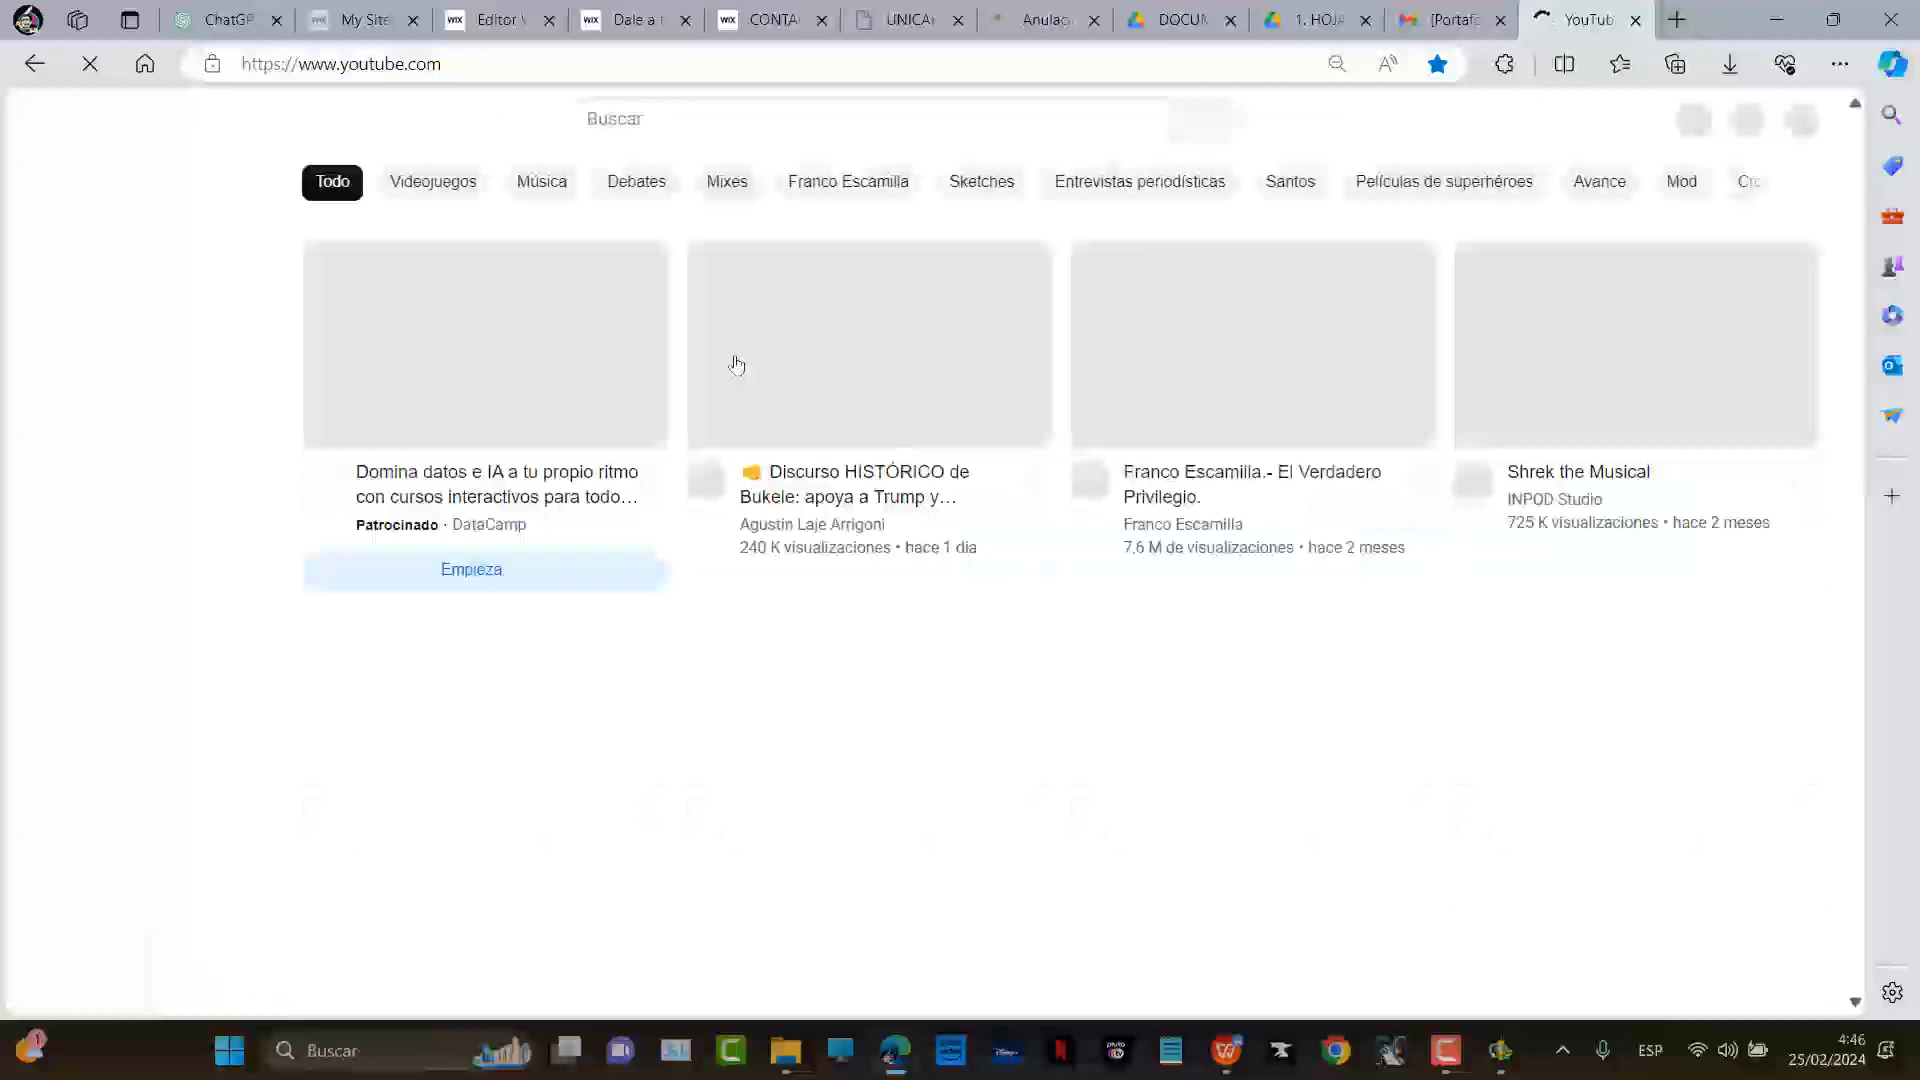 ChatGP
My Site
Editor
Dale a
CONTA
UNICA
Anulac
DOCUM
1. HOJA
[Portafo
YouTub
https://www.youtube.com
Buscar
Todo
Videojuegos
Música
Debates
Mixes
Franco Escamilla
Sketches
Entrevistas periodísticas
Santos
Películas de superhéroes
Avance
Mod
Domina datos e IA a tu propio ritmo
con cursos interactivos para todo...
Patrocinado · DataCamp
Empieza
Discurso HISTÓRICO de
Bukele: apoya a Trump y...
Agustín Laje Arrigoni
240 K visualizaciones • hace 1 día
Franco Escamilla.- El Verdadero
Privilegio.
Franco Escamilla
7,6 M de visualizaciones • hace 2 meses
Shrek the Musical
INPOD Studio
725 K visualizaciones • hace 2 meses
1
Buscar
ESP
4:46
25/02/2024